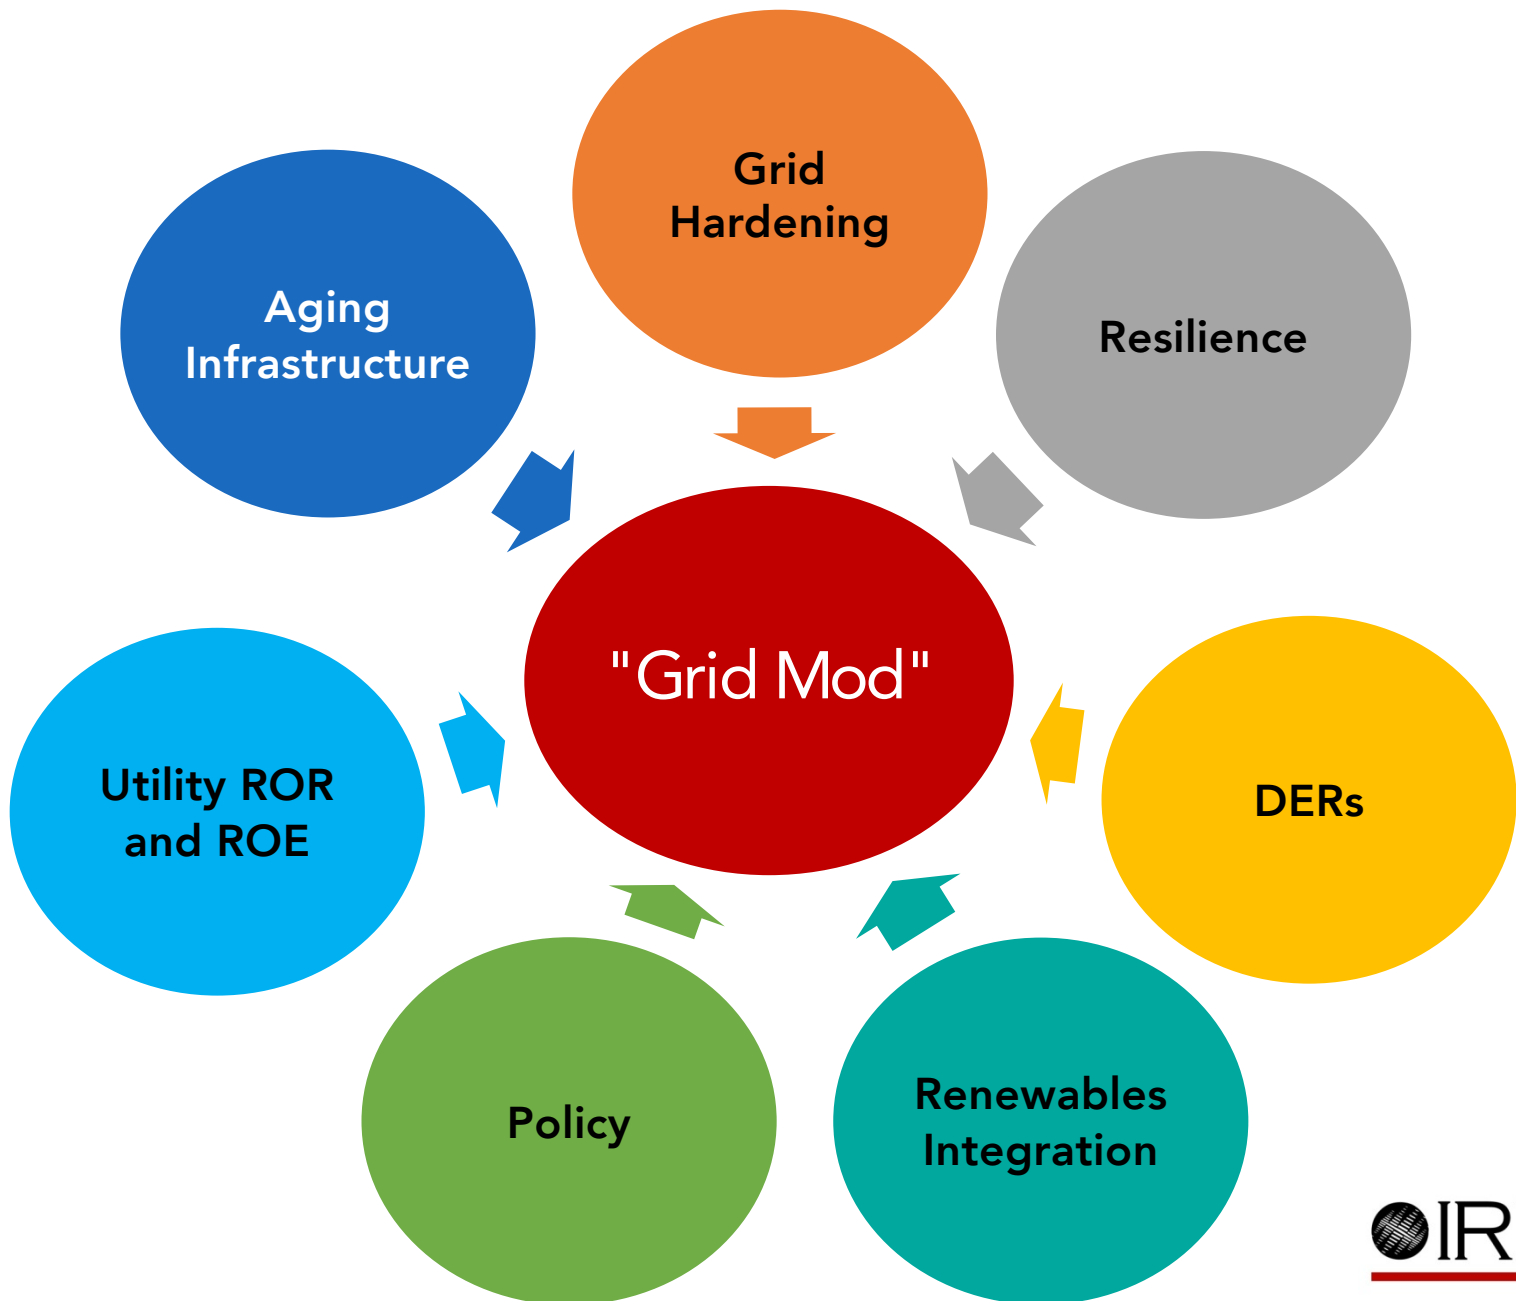 Grid
Hardening
Aging
Infrastructure
Resilience
"Grid Mod"
Utility ROR
and ROE
DERs
Policy
Renewables
Integration
IR